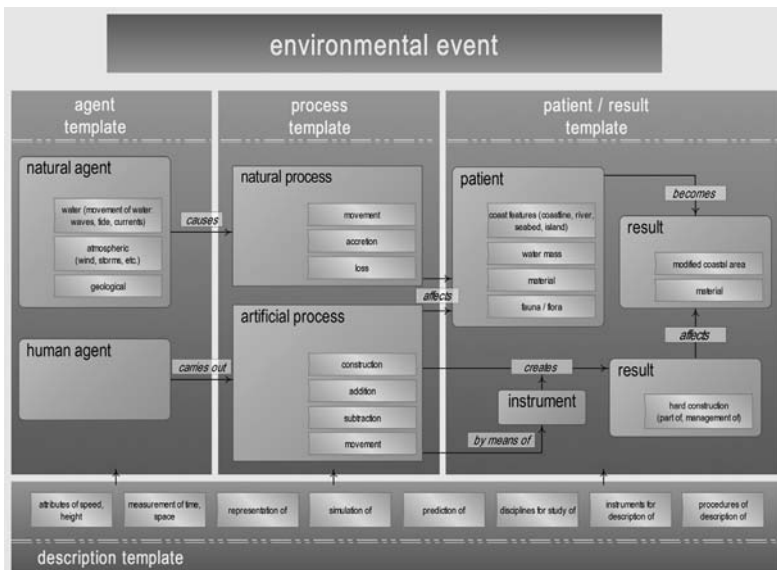 environmental event
agent
template
process
template
patient / result
template
natural agent
water (movement of water:
waves, tide, currents)
atmospheric
(wind, storms, etc.)
geological
causes
natural process
movement
accretion
loss
patient
coast features (coastline, river,
seabed, island)
water mass
material
fauna / flora
becomes
result
modified coastal area
material
affects
human agent
carries out
artificial process
construction
addition
subtraction
movement
creates
instrument
by means of
affects
result
hard construction
(part of, management of)
attributes of speed,
height
measurement of time,
space
representation of
simulation of
prediction of
disciplines for study of
instruments for
description of
procedures of
description of
description template